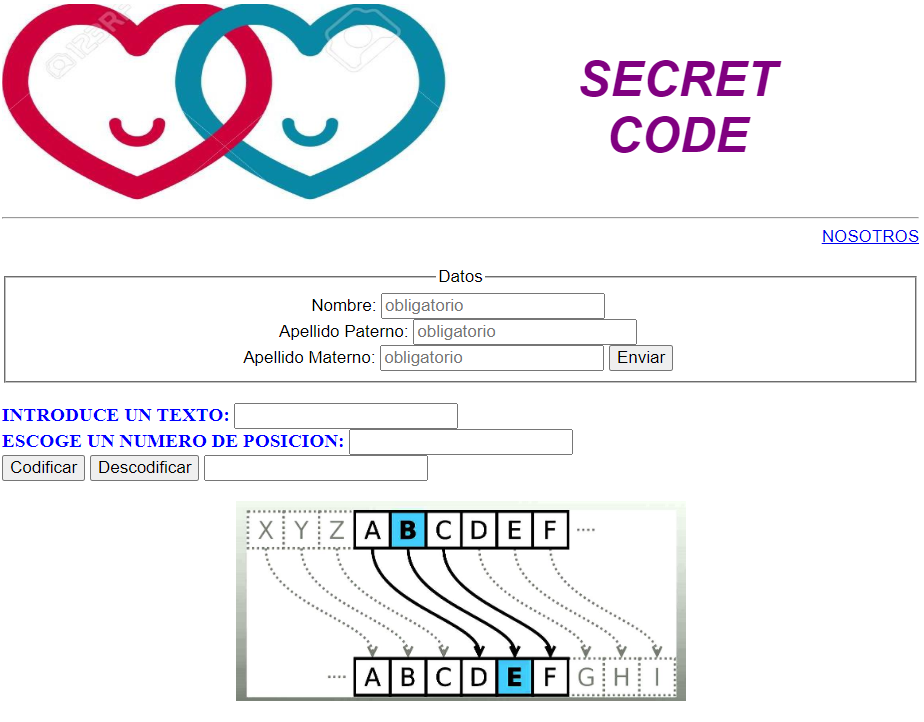 123RF
SECRET
CODE
NOSOTROS
Datos
Nombre: obligatorio
Apellido Paterno: obligatorio
Apellido Materno: obligatorio Enviar
INTRODUCE UN TEXTO:
ESCOGE UN NUMERO DE POSICION:
Codificar Descodificar
X Y Z A B C D E F ....
.... A B C D E F G H I